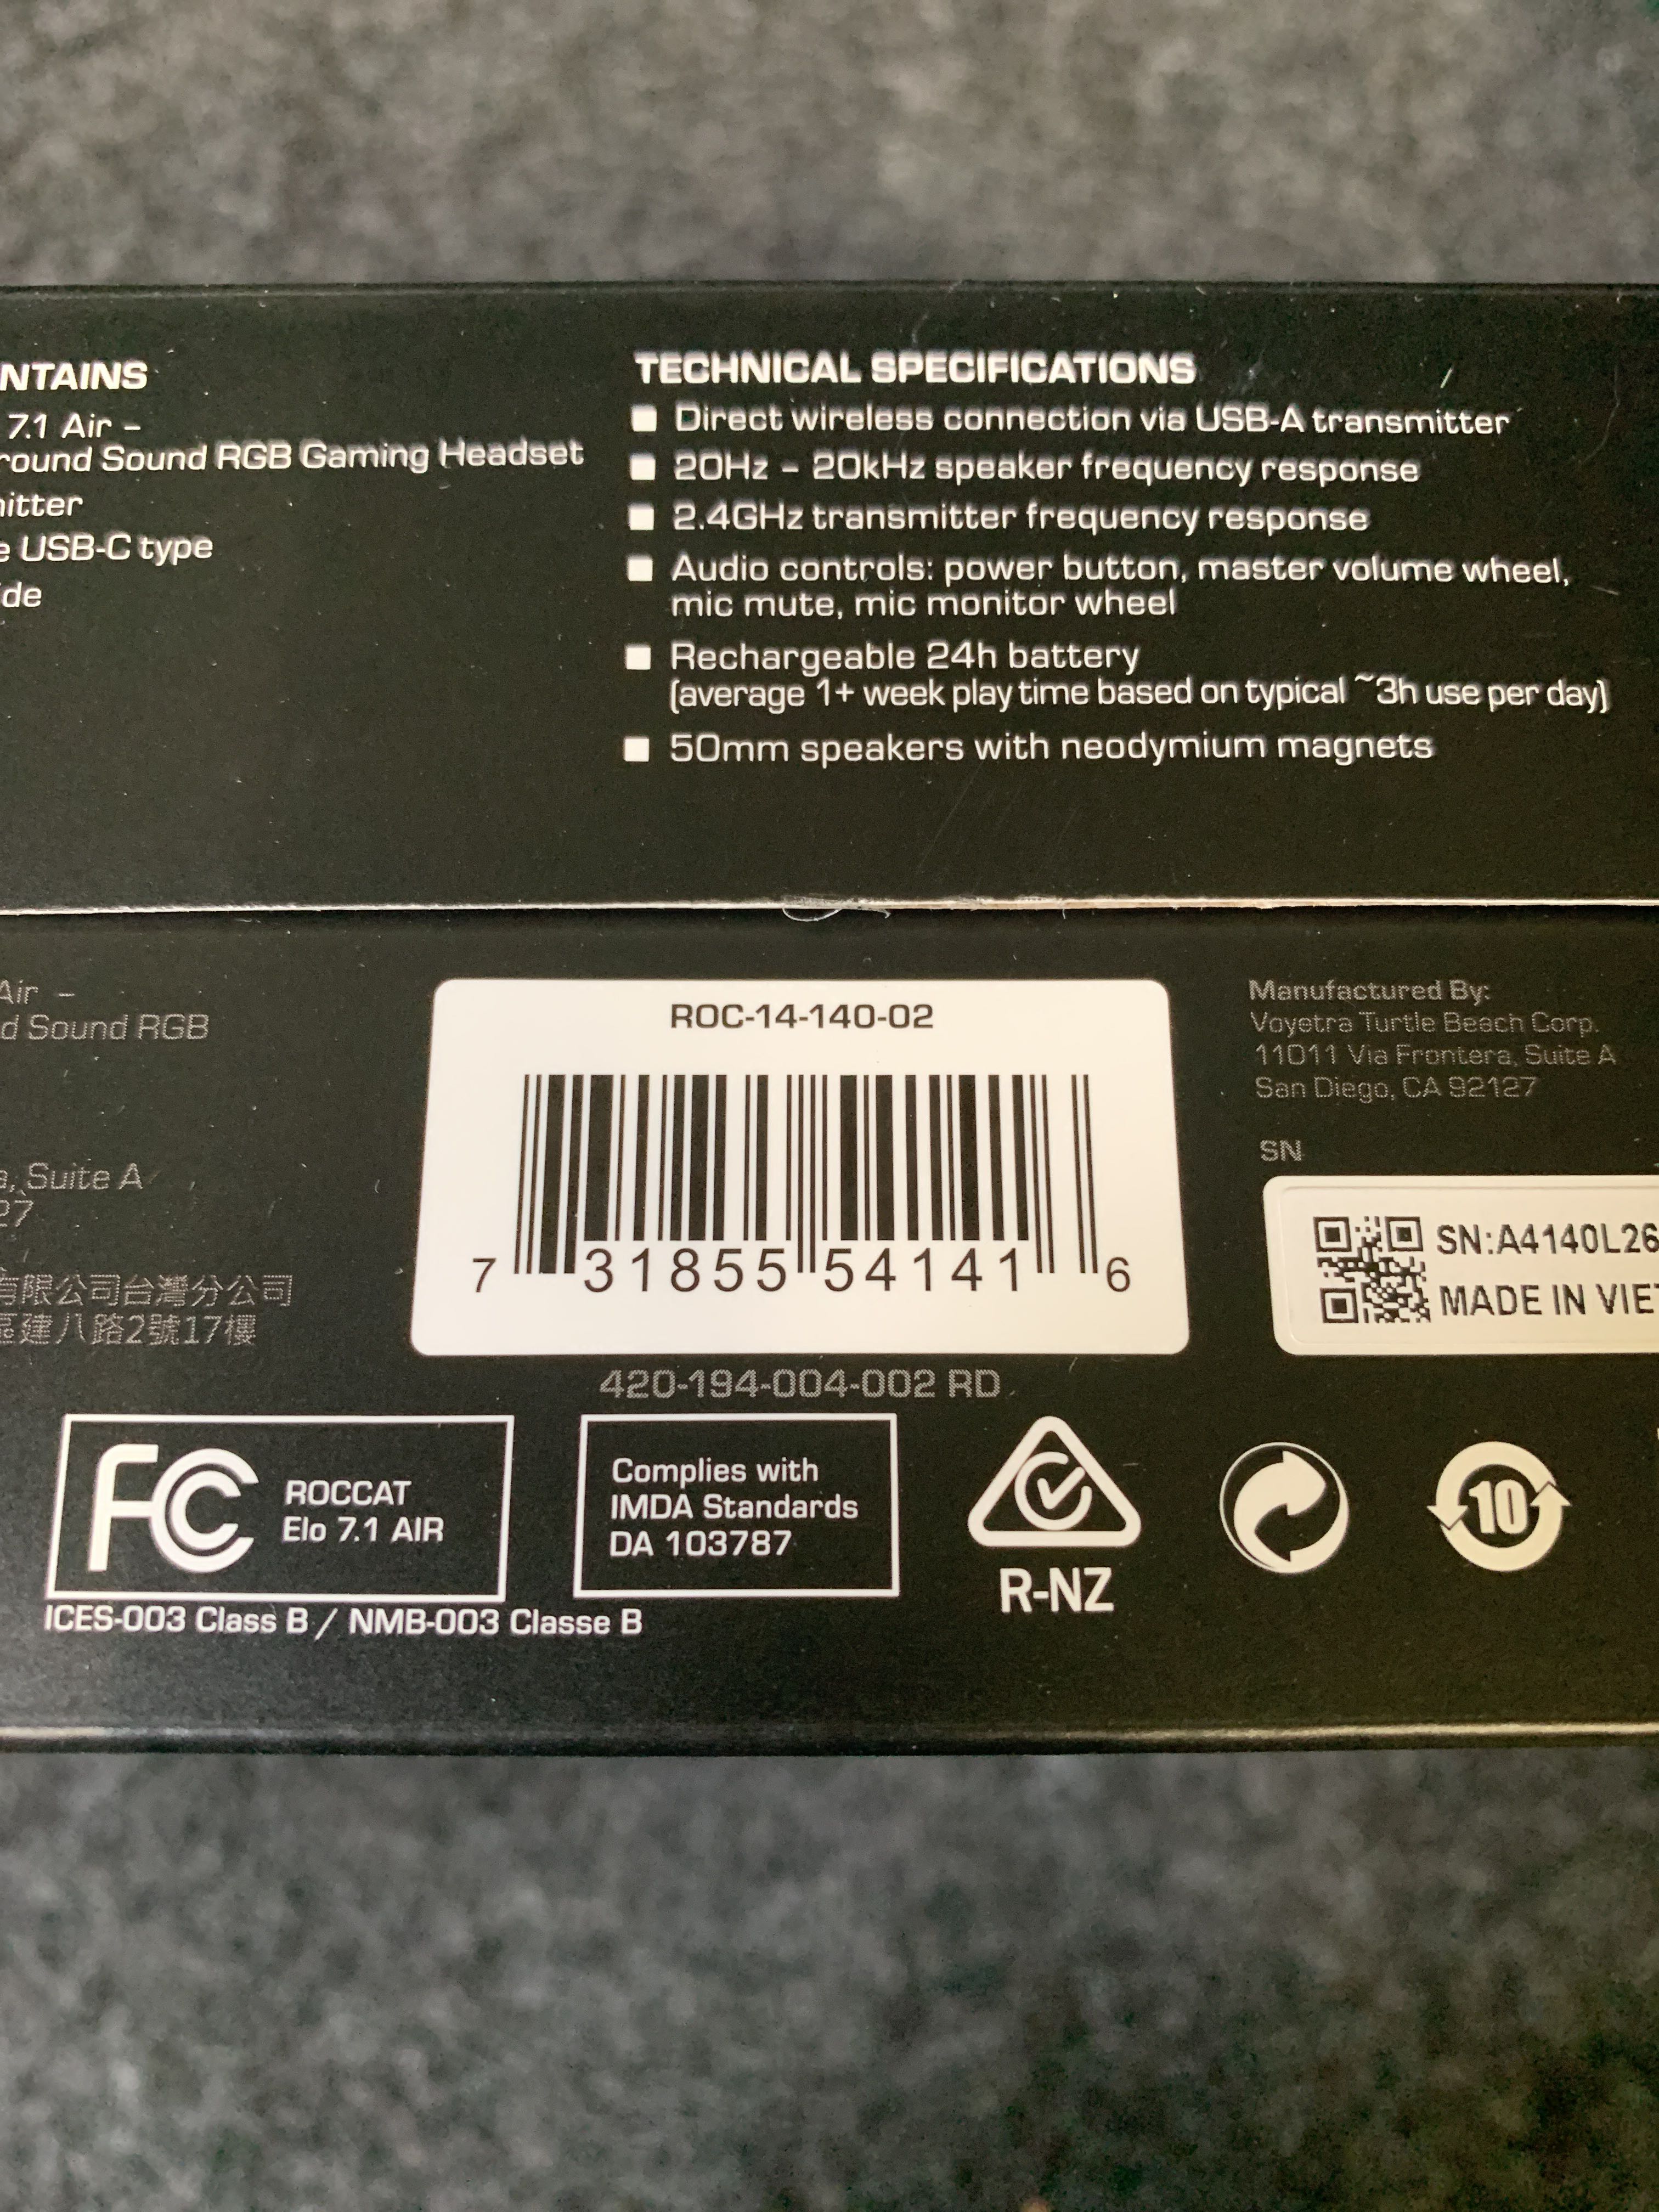 NTAINS
7.1 Air –
round Sound RGB Gaming Headset
nitter
e USB-C type
ide
TECHNICAL SPECIFICATIONS
Direct wireless connection via USB-A transmitter
20Hz – 20kHz speaker frequency response
2.4GHz transmitter frequency response
Audio controls: power button, master volume wheel,
mic mute, mic monitor wheel
Rechargeable 24h battery
(average 1+ week play time based on typical ~3h use per day)
50mm speakers with neodymium magnets
Air –
d Sound RGB
a, Suite A
27
有限公司台灣分公司
區建八路2號17樓
ROC-14-140-02
7 31855 54141 6
420-194-004-002 RD
Manufactured By:
Voyetra Turtle Beach Corp.
11011 Via Frontera, Suite A
San Diego, CA 92127
SN
SN:A4140L26
MADE IN VIE
FC
ROCCAT
Elo 7.1 AIR
Complies with
IMDA Standards
DA 103787
R-NZ
10
ICES-003 Class B / NMB-003 Classe B